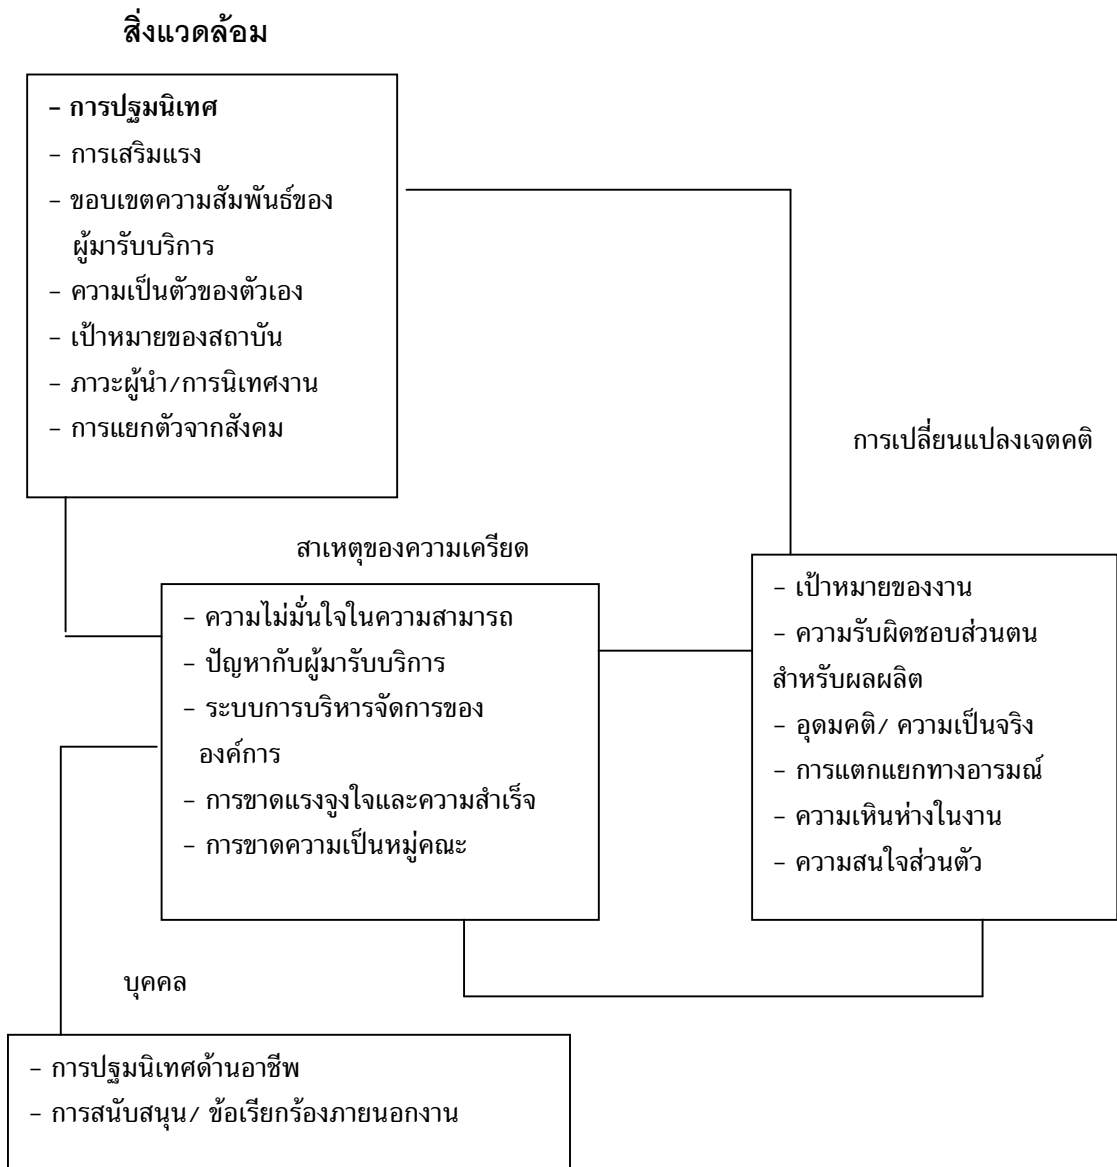 สิ่งแวดล้อม
– การปฐมนิเทศ
– การเสริมแรง
– ขอบเขตความสัมพันธ์ของ
ผู้มารับบริการ
– ความเป็นตัวของตัวเอง
– เป้าหมายของสถาบัน
– ภาวะผู้นำ/การนิเทศงาน
– การแยกตัวจากสังคม
การเปลี่ยนแปลงเจตคติ
สาเหตุของความเครียด
– ความไม่มั่นใจในความสามารถ
– ปัญหากับผู้มารับบริการ
– ระบบการบริหารจัดการของ
องค์การ
– การขาดแรงจูงใจและความสำเร็จ
– การขาดความเป็นหมู่คณะ
– เป้าหมายของงาน
– ความรับผิดชอบส่วนตน
สำหรับผลผลิต
– อุดมคติ/ ความเป็นจริง
– การแตกแยกทางอารมณ์
– ความเหินห่างในงาน
– ความสนใจส่วนตัว
บุคคล
– การปฐมนิเทศด้านอาชีพ
– การสนับสนุน/ ข้อเรียกร้องภายนอกงาน